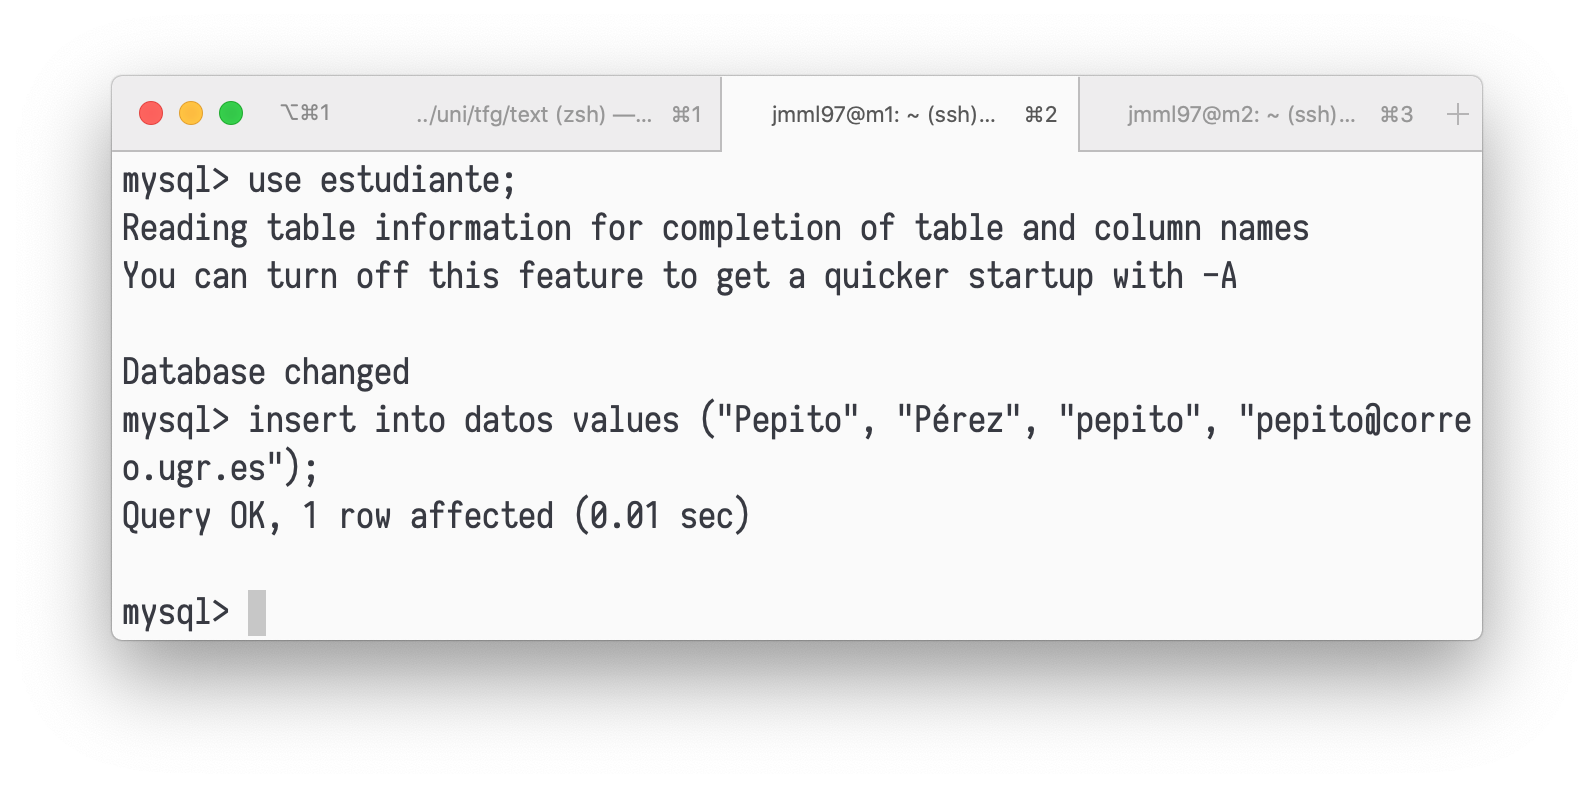 ⌥⌘1 ../uni/tfg/text (zsh) —... ⌘1 jmml97@m1: ~ (ssh)... ⌘2 jmml97@m2: ~ (ssh)... ⌘3 +
mysql> use estudiante;
Reading table information for completion of table and column names
You can turn off this feature to get a quicker startup with -A
Database changed
mysql> insert into datos values ("Pepito", "Pérez", "pepito", "pepito@corre
o.ugr.es");
Query OK, 1 row affected (0.01 sec)
mysql>